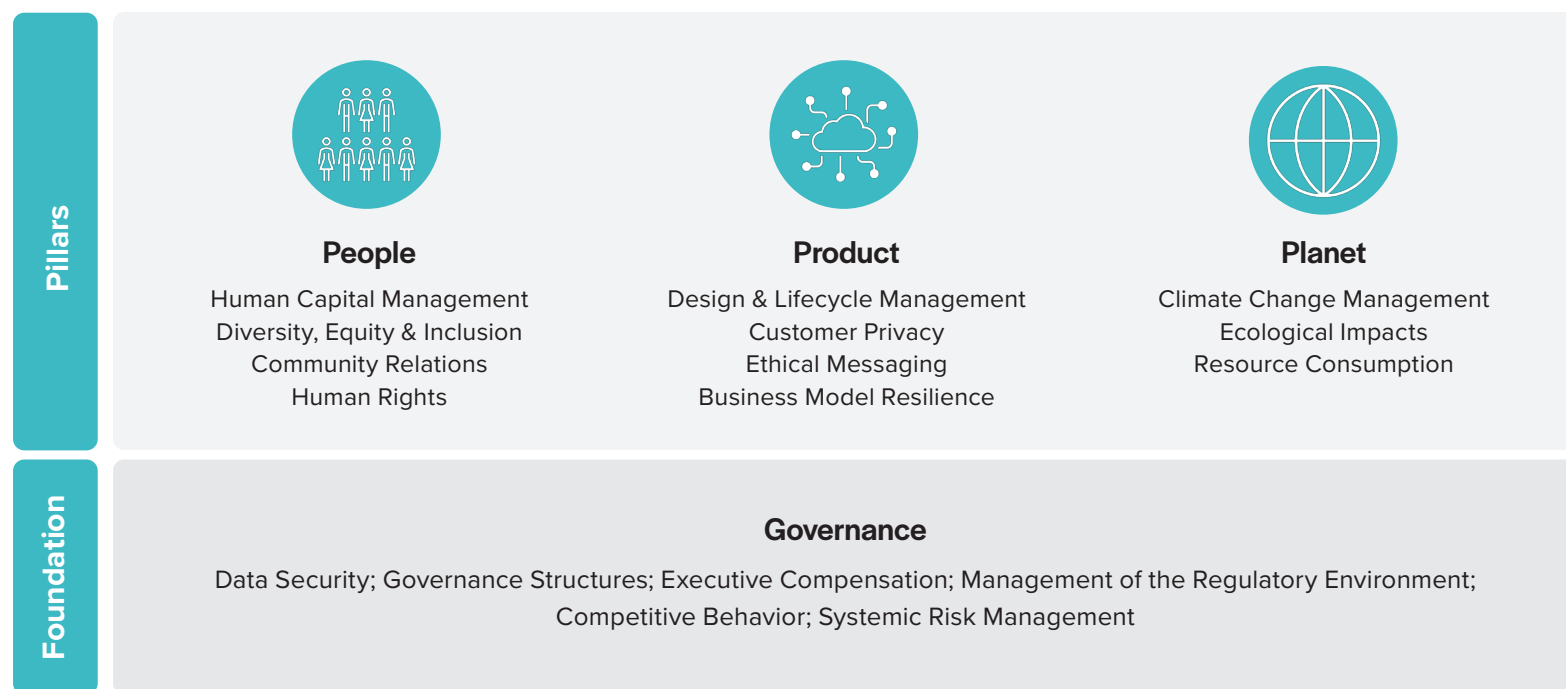 Pillars
People
Human Capital Management
Diversity, Equity & Inclusion
Community Relations
Human Rights
Product
Design & Lifecycle Management
Customer Privacy
Ethical Messaging
Business Model Resilience
Planet
Climate Change Management
Ecological Impacts
Resource Consumption
Foundation
Governance
Data Security; Governance Structures; Executive Compensation; Management of the Regulatory Environment;
Competitive Behavior; Systemic Risk Management